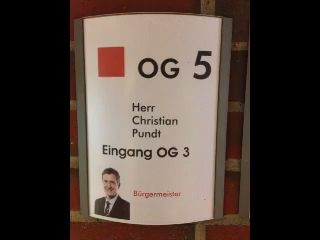 OG 5
Herr
Christian
Pundt
Eingang OG 3
Bürgermeister